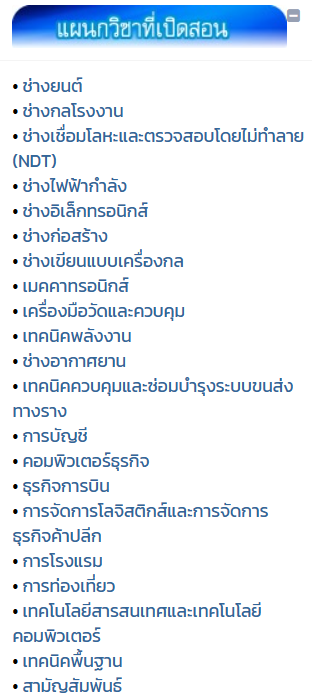 แผนกวิชาที่เปิดสอน
• ช่างยนต์
• ช่างกลโรงงาน
• ช่างเชื่อมโลหะและตรวจสอบโดยไม่ทำลาย
(NDT)
• ช่างไฟฟ้ากำลัง
• ช่างอิเล็กทรอนิกส์
• ช่างก่อสร้าง
• ช่างเขียนแบบเครื่องกล
• เมคคาทรอนิกส์
• เครื่องมือวัดและควบคุม
• เทคนิคพลังงาน
• ช่างอากาศยาน
• เทคนิคควบคุมและซ่อมบำรุงระบบขนส่ง
ทางราง
• การบัญชี
• คอมพิวเตอร์ธุรกิจ
• ธุรกิจการบิน
• การจัดการโลจิสติกส์และการจัดการ
ธุรกิจค้าปลีก
• การโรงแรม
• การท่องเที่ยว
• เทคโนโลยีสารสนเทศและเทคโนโลยี
คอมพิวเตอร์
• เทคนิคพื้นฐาน
• สามัญสัมพันธ์